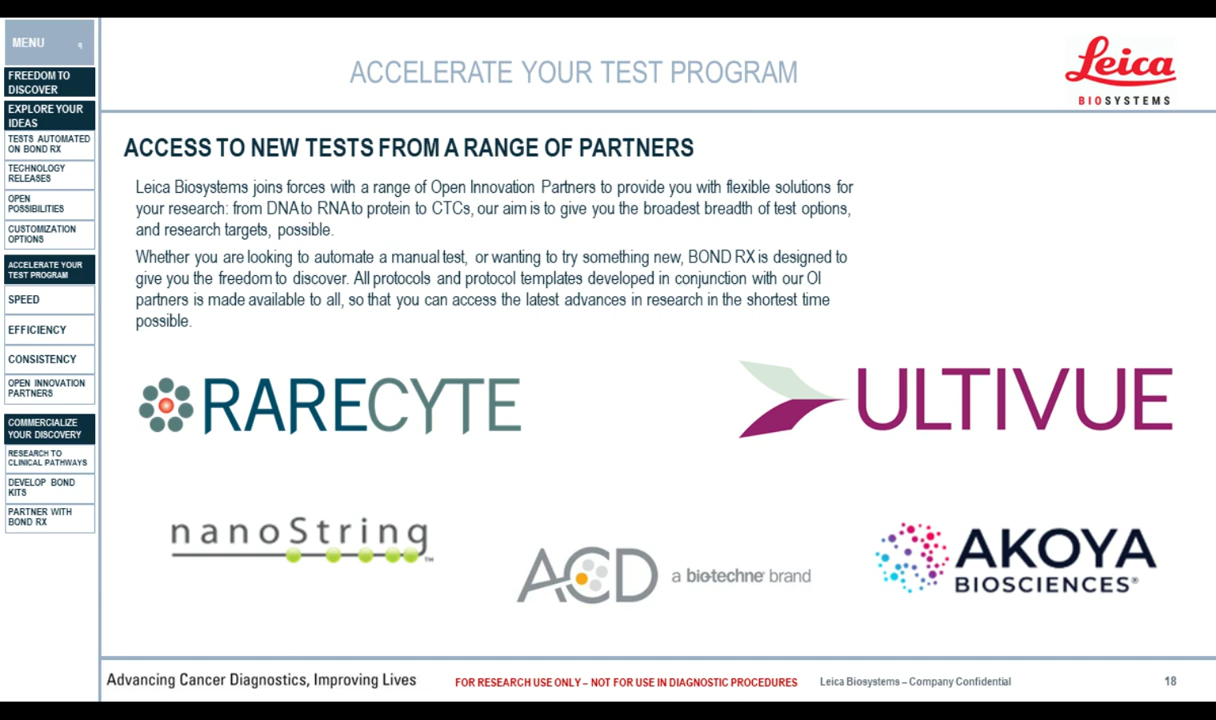 MENU
FREEDOM TO
DISCOVER
EXPLORE YOUR
IDEAS
TESTS AUTOMATED
ON BOND RX
TECHNOLOGY
RELEASES
OPEN
POSSIBILITIES
CUSTOMIZATION
OPTIONS
ACCELERATE YOUR
TEST PROGRAM
SPEED
EFFICIENCY
CONSISTENCY
OPEN INNOVATION
PARTNERS
COMMERCIALIZE
YOUR DISCOVERY
RESEARCH TO
CLINICAL PATHWAYS
DEVELOP BOND
KITS
PARTNER WITH
BOND RX
ACCELERATE YOUR TEST PROGRAM
Leica
BIOSYSTEMS
ACCESS TO NEW TESTS FROM A RANGE OF PARTNERS
Leica Biosystems joins forces with a range of Open Innovation Partners to provide you with flexible solutions for
your research: from DNA to RNA to protein to CTCs, our aim is to give you the broadest breadth of test options,
and research targets, possible.
Whether you are looking to automate a manual test, or wanting to try something new, BOND RX is designed to
give you the freedom to discover. All protocols and protocol templates developed in conjunction with our OI
partners is made available to all, so that you can access the latest advances in research in the shortest time
possible.
RARECYTE
ULTIVUE
nanoString™
ACD a bio-techne® brand
AKOYA
BIOSCIENCES®
Advancing Cancer Diagnostics, Improving Lives
FOR RESEARCH USE ONLY – NOT FOR USE IN DIAGNOSTIC PROCEDURES
Leica Biosystems – Company Confidential
18